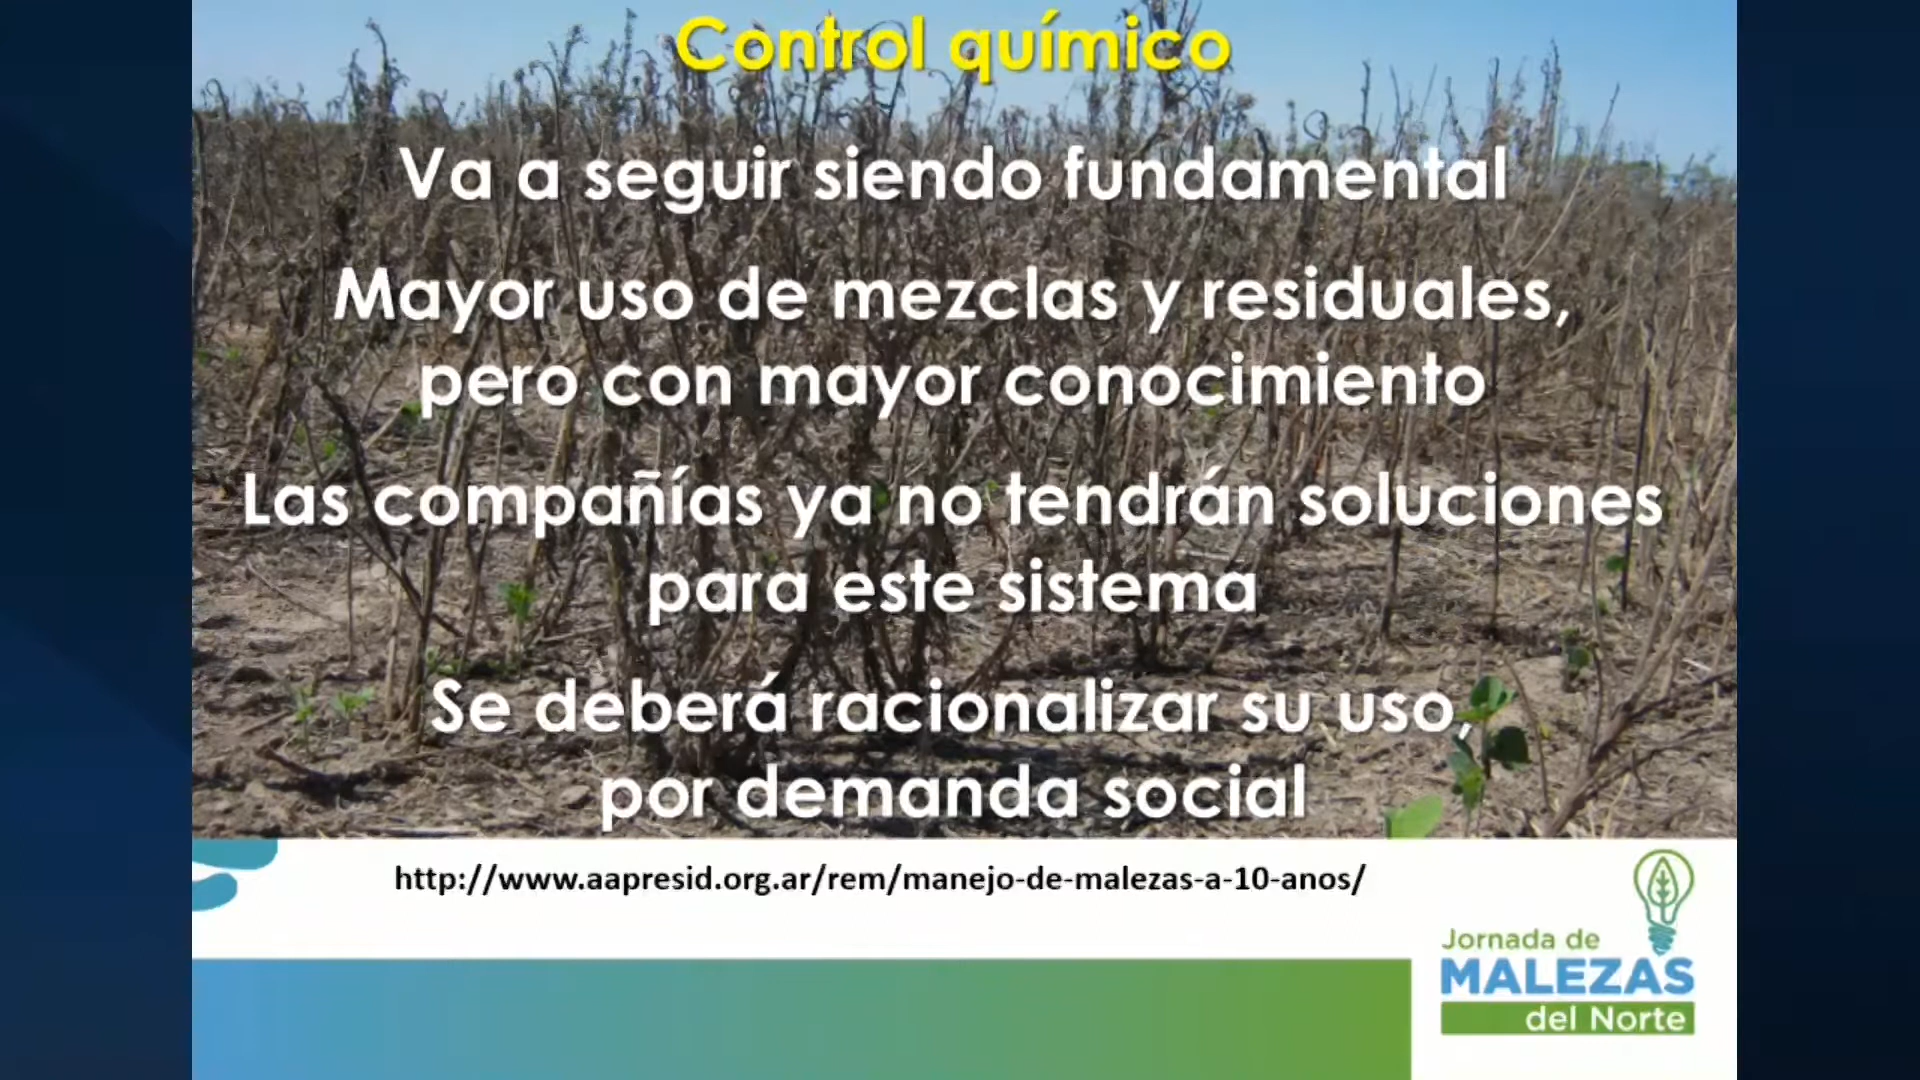 Control químico
Va a seguir siendo fundamental
Mayor uso de mezclas y residuales,
pero con mayor conocimiento
Las compañías ya no tendrán soluciones
para este sistema
Se deberá racionalizar su uso,
por demanda social
http://www.aapresid.org.ar/rem/manejo-de-malezas-a-10-anos/
Jornada de
MALEZAS
del Norte